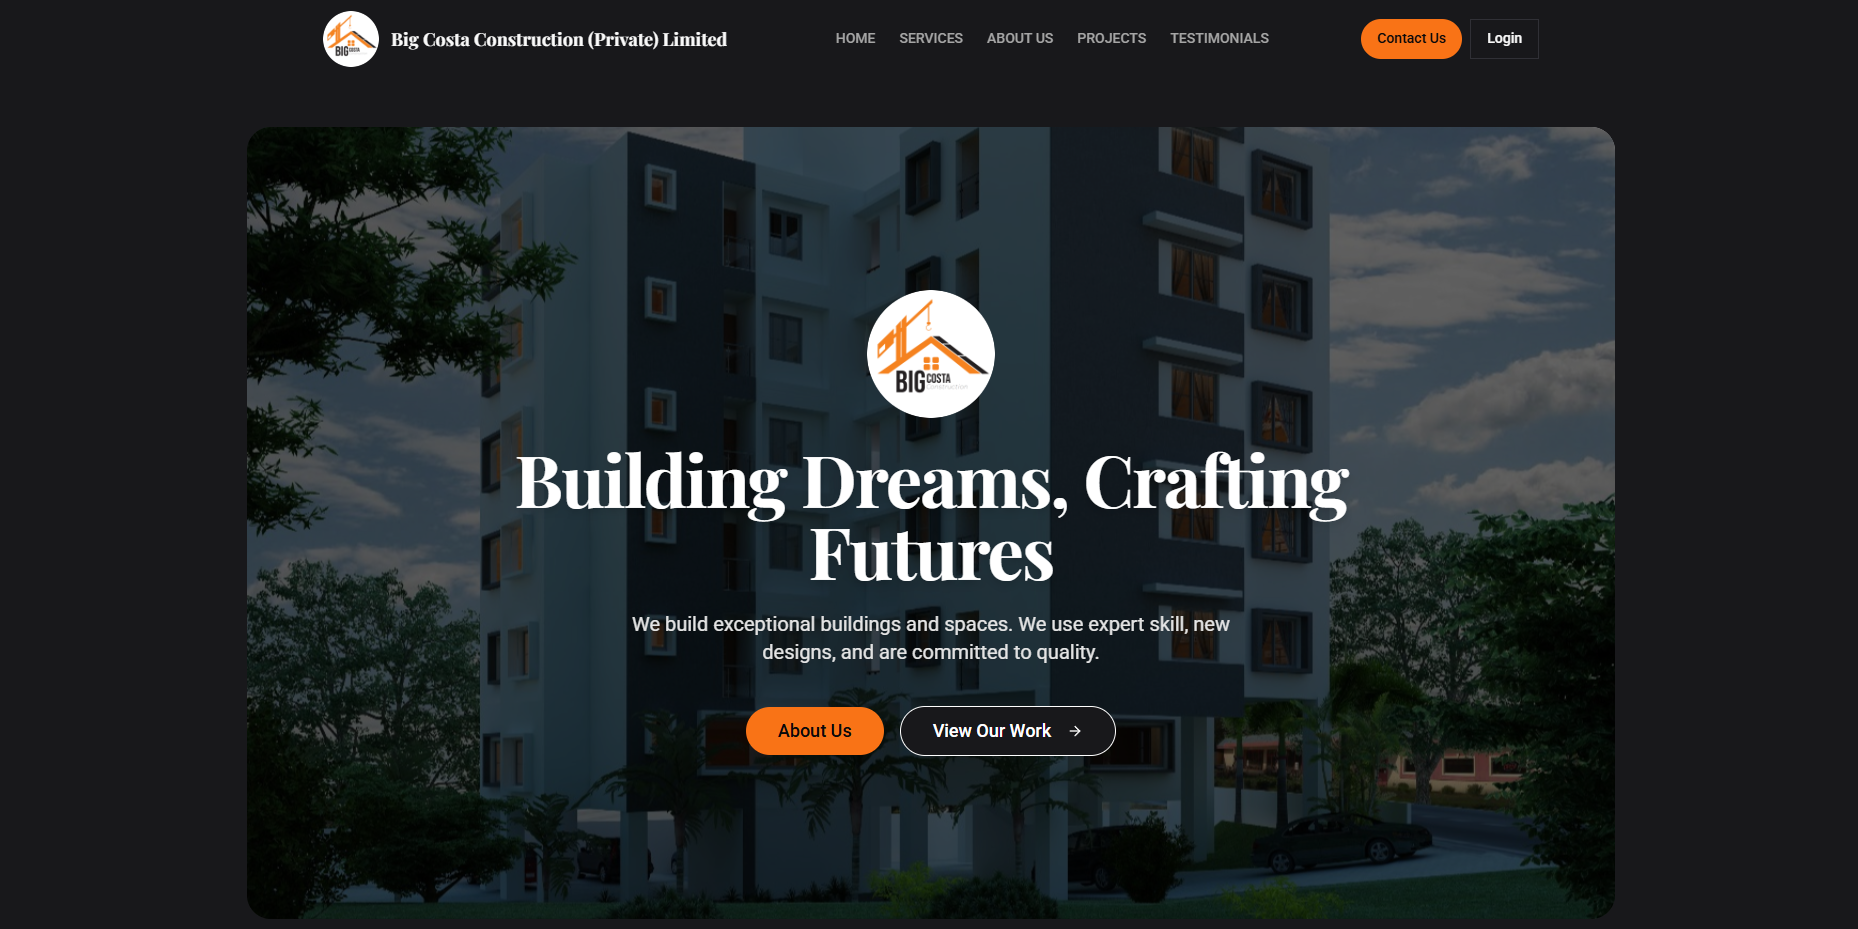 BIG COSTA
Big Costa Construction (Private) Limited
HOME SERVICES ABOUT US PROJECTS TESTIMONIALS
Contact Us
Login
BIG COSTA
Construction
Building Dreams, Crafting
Futures
We build exceptional buildings and spaces. We use expert skill, new
designs, and are committed to quality.
About Us
View Our Work →